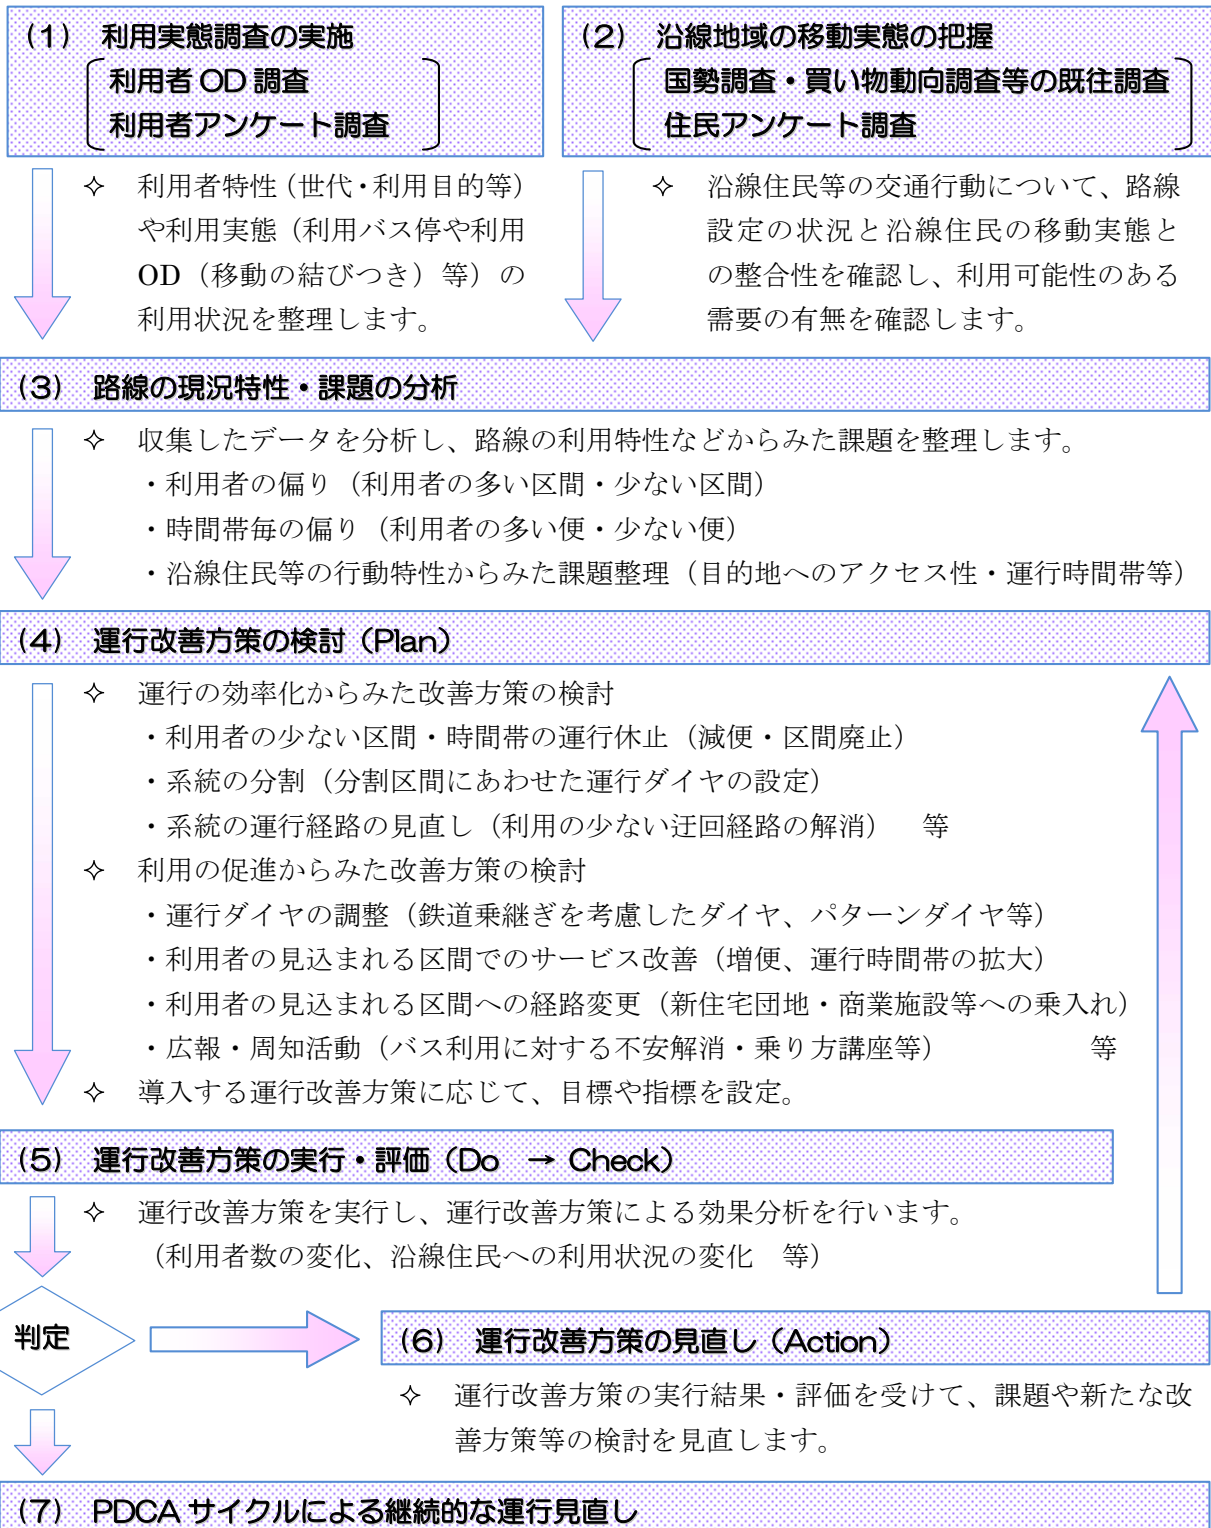 (1) 利用実態調査の実施
利用者 OD 調査
利用者アンケート調査
(2) 沿線地域の移動実態の把握
国勢調査・買い物動向調査等の既往調査
住民アンケート調査
✧ 利用者特性（世代・利用目的等）
や利用実態（利用バス停や利用
OD（移動の結びつき）等）の
利用状況を整理します。
✧ 沿線住民等の交通行動について、路線
設定の状況と沿線住民の移動実態と
の整合性を確認し、利用可能性のある
需要の有無を確認します。
(3) 路線の現況特性・課題の分析
✧ 収集したデータを分析し、路線の利用特性などからみた課題を整理します。
・利用者の偏り（利用者の多い区間・少ない区間）
・時間帯毎の偏り（利用者の多い便・少ない便）
・沿線住民等の行動特性からみた課題整理（目的地へのアクセス性・運行時間帯等）
(4) 運行改善方策の検討（Plan）
✧ 運行の効率化からみた改善方策の検討
・利用者の少ない区間・時間帯の運行休止（減便・区間廃止）
・系統の分割（分割区間にあわせた運行ダイヤの設定）
・系統の運行経路の見直し（利用の少ない迂回経路の解消） 等
✧ 利用の促進からみた改善方策の検討
・運行ダイヤの調整（鉄道乗継ぎを考慮したダイヤ、パターンダイヤ等）
・利用者の見込まれる区間でのサービス改善（増便、運行時間帯の拡大）
・利用者の見込まれる区間への経路変更（新住宅団地・商業施設等への乗入れ）
・広報・周知活動（バス利用に対する不安解消・乗り方講座等） 等
✧ 導入する運行改善方策に応じて、目標や指標を設定。
(5) 運行改善方策の実行・評価（Do → Check）
✧ 運行改善方策を実行し、運行改善方策による効果分析を行います。
（利用者数の変化、沿線住民への利用状況の変化 等）
判定
(6) 運行改善方策の見直し（Action）
✧ 運行改善方策の実行結果・評価を受けて、課題や新たな改
善方策等の検討を見直します。
(7) PDCA サイクルによる継続的な運行見直し